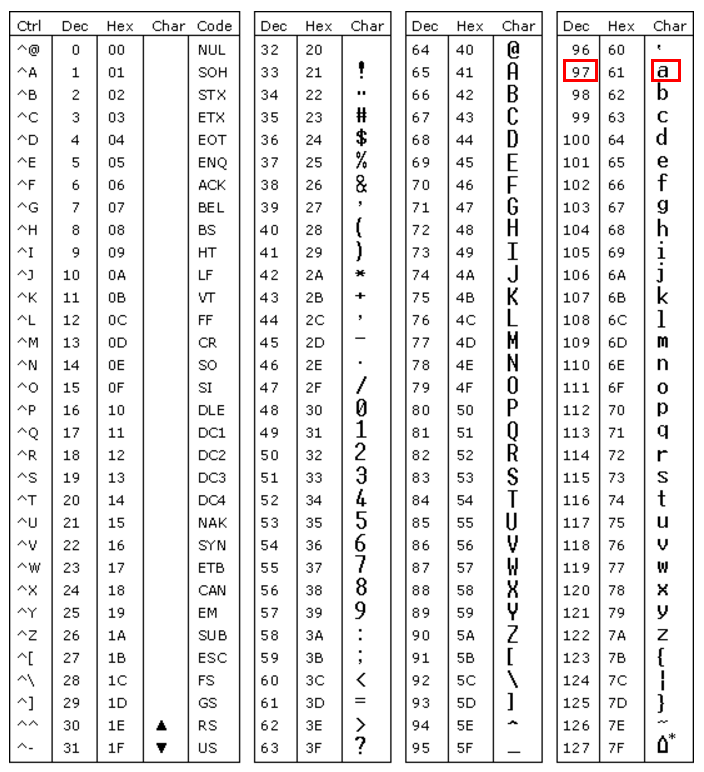 Ctrl Dec Hex Char Code Dec Hex Char Dec Hex Char Dec Hex Char
^@ 0 00 NUL 32 20 64 40 @ 96 60 `
^A 1 01 SOH 33 21 ! 65 41 A 97 61 a
^B 2 02 STX 34 22 " 66 42 B 98 62 b
^C 3 03 ETX 35 23 # 67 43 C 99 63 c
^D 4 04 EOT 36 24 $ 68 44 D 100 64 d
^E 5 05 ENQ 37 25 % 69 45 E 101 65 e
^F 6 06 ACK 38 26 & 70 46 F 102 66 f
^G 7 07 BEL 39 27 ' 71 47 G 103 67 g
^H 8 08 BS 40 28 ( 72 48 H 104 68 h
^I 9 09 HT 41 29 ) 73 49 I 105 69 i
^J 10 0A LF 42 2A * 74 4A J 106 6A j
^K 11 0B VT 43 2B + 75 4B K 107 6B k
^L 12 0C FF 44 2C , 76 4C L 108 6C l
^M 13 0D CR 45 2D - 77 4D M 109 6D m
^N 14 0E SO 46 2E . 78 4E N 110 6E n
^O 15 0F SI 47 2F / 79 4F O 111 6F o
^P 16 10 DLE 48 30 0 80 50 P 112 70 p
^Q 17 11 DC1 49 31 1 81 51 Q 113 71 q
^R 18 12 DC2 50 32 2 82 52 R 114 72 r
^S 19 13 DC3 51 33 3 83 53 S 115 73 s
^T 20 14 DC4 52 34 4 84 54 T 116 74 t
^U 21 15 NAK 53 35 5 85 55 U 117 75 u
^V 22 16 SYN 54 36 6 86 56 V 118 76 v
^W 23 17 ETB 55 37 7 87 57 W 119 77 w
^X 24 18 CAN 56 38 8 88 58 X 120 78 x
^Y 25 19 EM 57 39 9 89 59 Y 121 79 y
^Z 26 1A SUB 58 3A : 90 5A Z 122 7A z
^[ 27 1B ESC 59 3B ; 91 5B [ 123 7B {
^\ 28 1C FS 60 3C < 92 5C \ 124 7C ¦
^] 29 1D GS 61 3D = 93 5D ] 125 7D }
^^ 30 1E ▲ RS 62 3E > 94 5E ^ 126 7E ~
^- 31 1F ▼ US 63 3F ? 95 5F _ 127 7F ⌂*